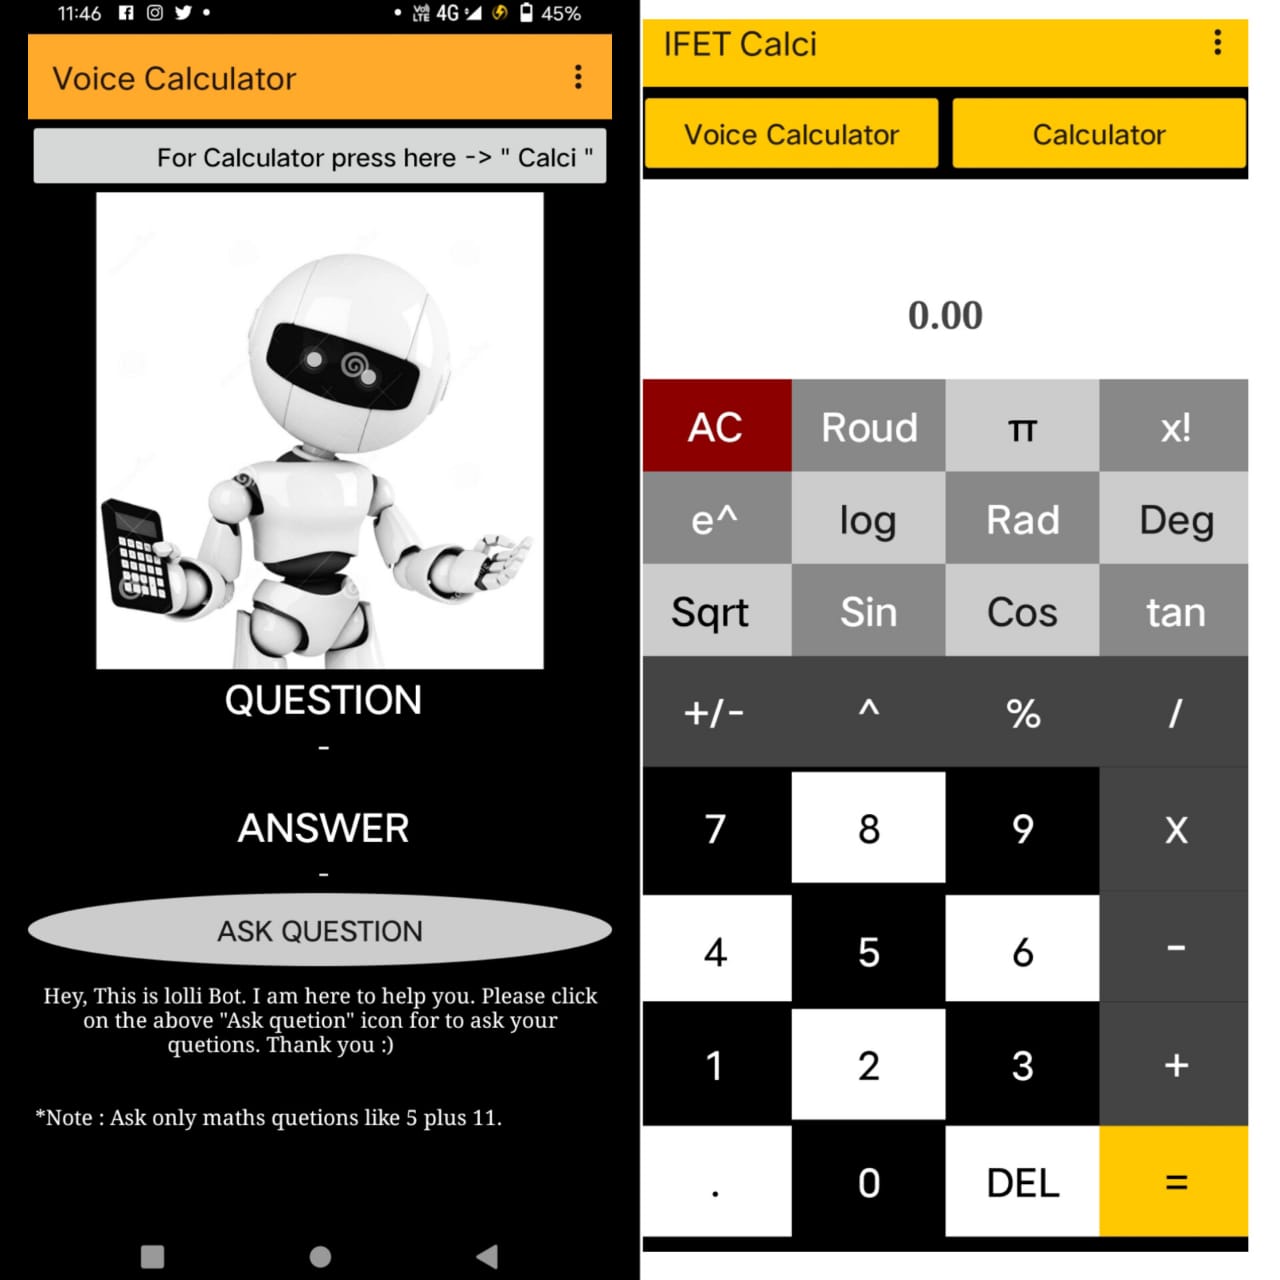 11:46
Vo) LTE 4G 45%
Voice Calculator
For Calculator press here -> " Calci "
QUESTION
-
ANSWER
-
ASK QUESTION
Hey, This is lolli Bot. I am here to help you. Please click
on the above "Ask quetion" icon for to ask your
quetions. Thank you :)
*Note : Ask only maths quetions like 5 plus 11.
IFET Calci
Voice Calculator Calculator
0.00
AC Roud π x!
e^ log Rad Deg
Sqrt Sin Cos tan
+/- ^ % /
7 8 9 X
4 5 6 -
1 2 3 +
. 0 DEL =